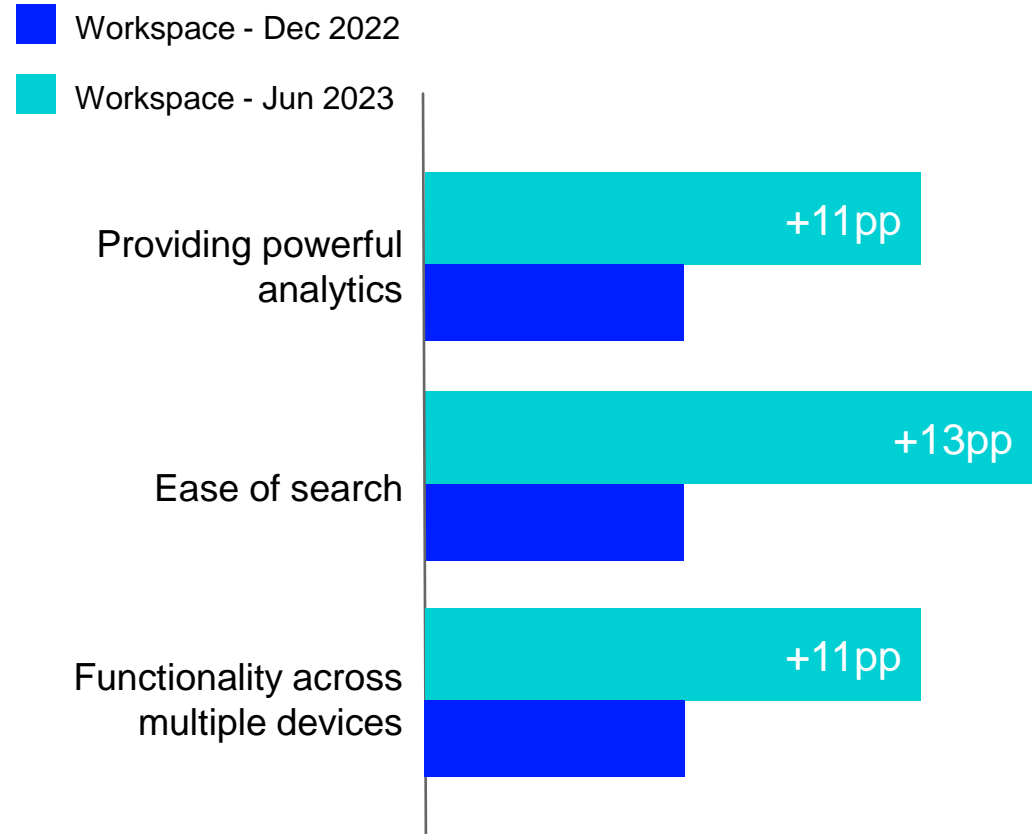 Workspace - Dec 2022
Workspace - Jun 2023
Providing powerful
analytics
+11pp
Ease of search
+13pp
Functionality across
multiple devices
+11pp